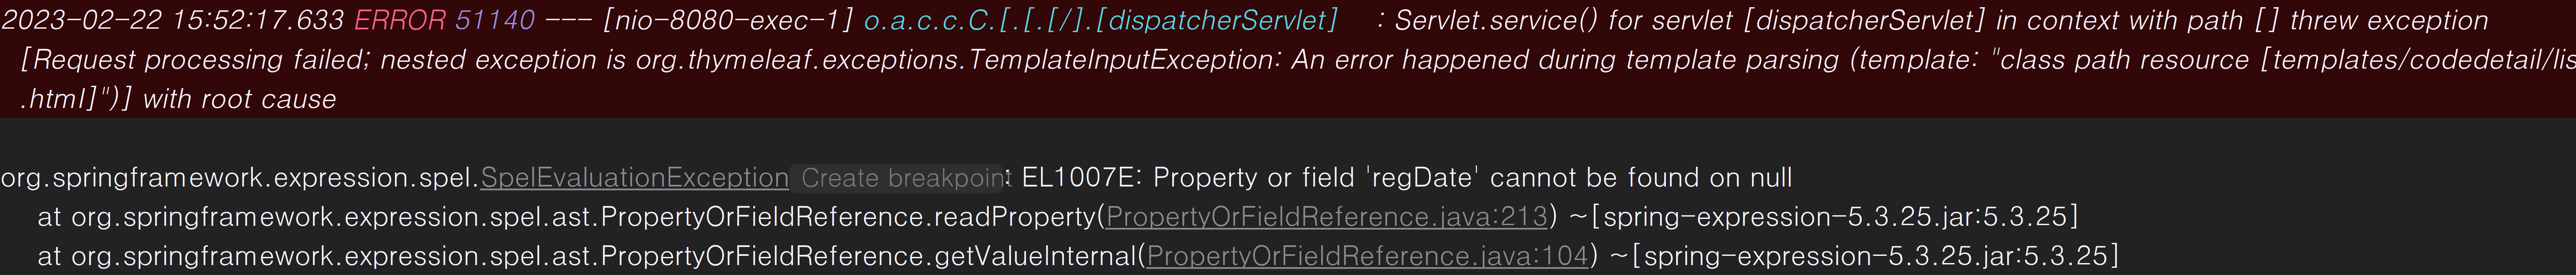 2023-02-22 15:52:17.633 ERROR 51140 --- [nio-8080-exec-1] o.a.c.c.C.[.[.[/].[dispatcherServlet] : Servlet.service() for servlet [dispatcherServlet] in context with path [] threw exception
[Request processing failed; nested exception is org.thymeleaf.exceptions.TemplateInputException: An error happened during template parsing (template: "class path resource [templates/codedetail/lis
.html]")] with root cause
org.springframework.expression.spel.SpelEvaluationException Create breakpoint : EL1007E: Property or field 'regDate' cannot be found on null
at org.springframework.expression.spel.ast.PropertyOrFieldReference.readProperty(PropertyOrFieldReference.java:213) ~[spring-expression-5.3.25.jar:5.3.25]
at org.springframework.expression.spel.ast.PropertyOrFieldReference.getValueInternal(PropertyOrFieldReference.java:104) ~[spring-expression-5.3.25.jar:5.3.25]